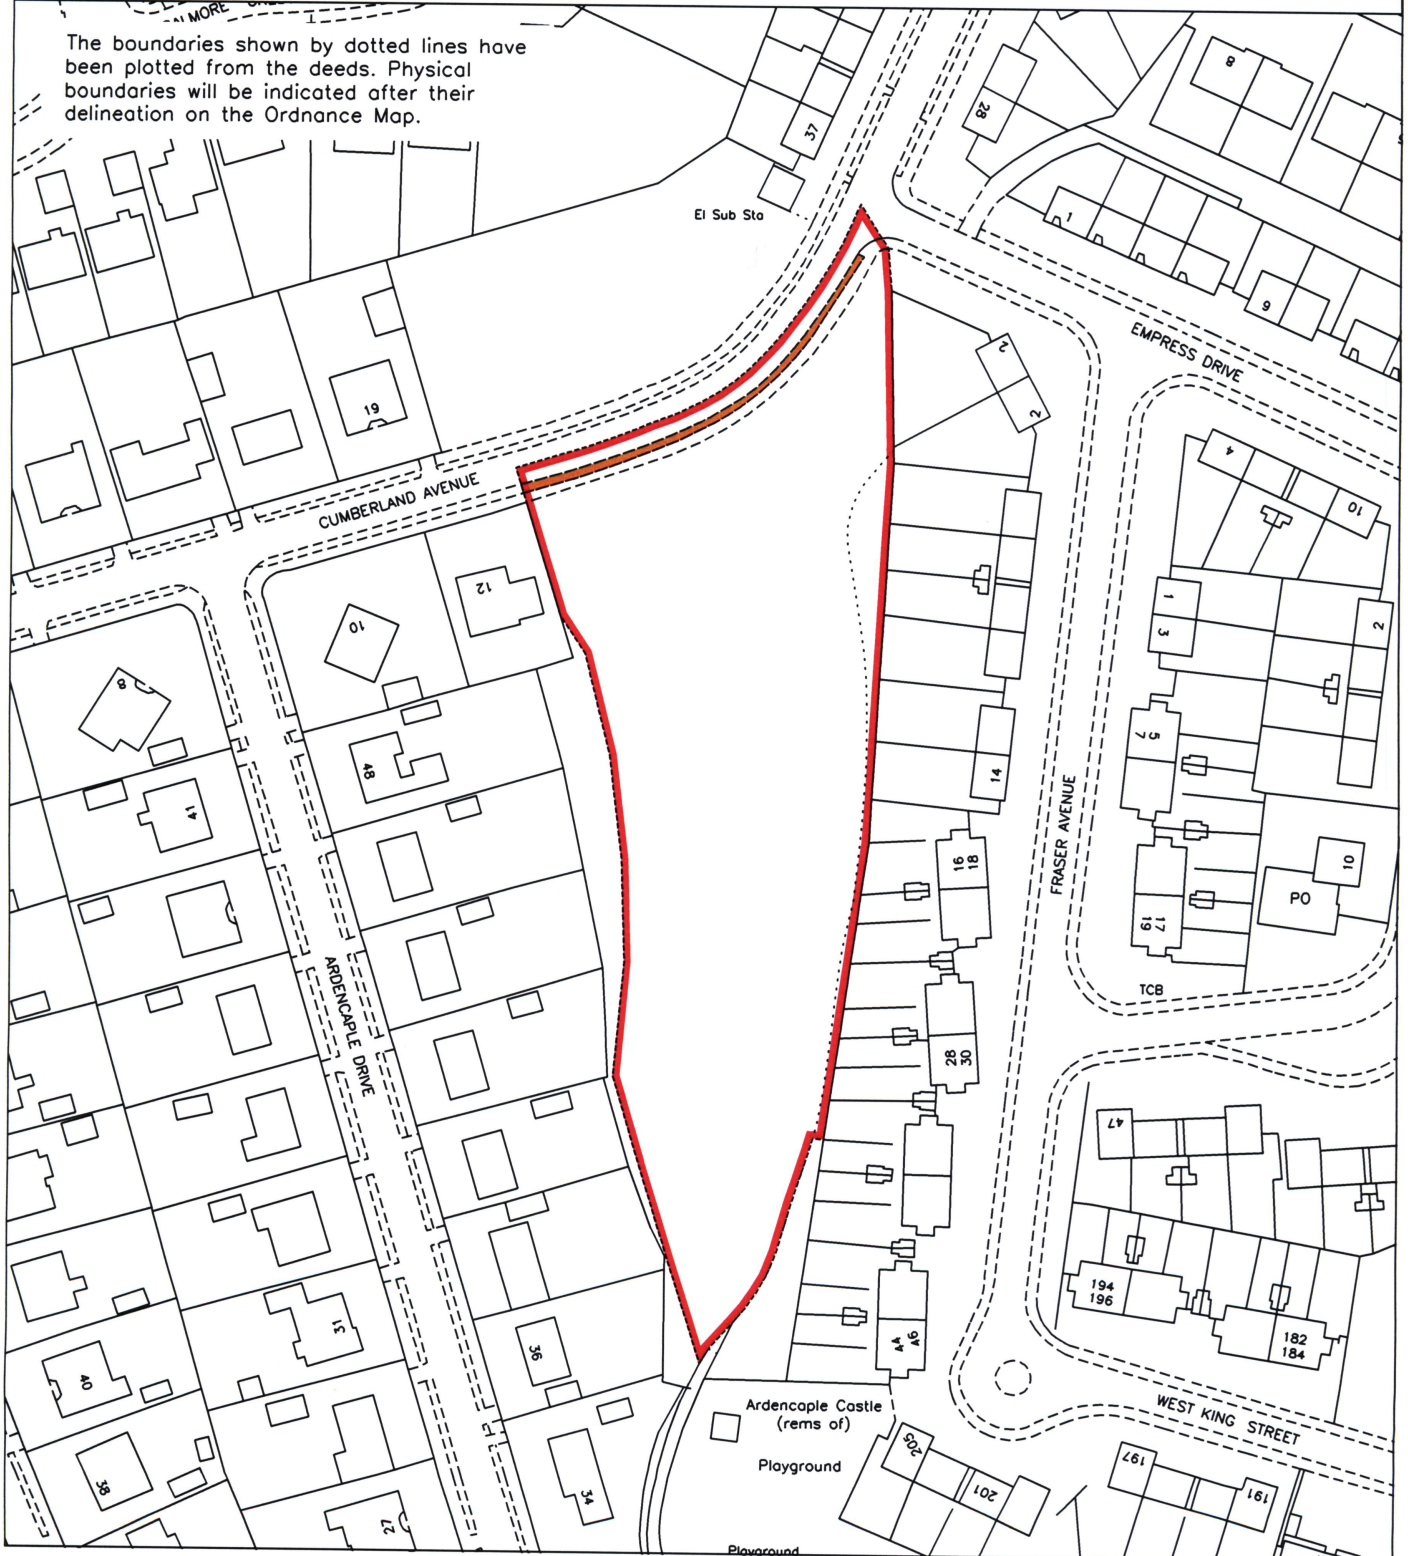 The boundaries shown by dotted lines have
been plotted from the deeds. Physical
boundaries will be indicated after their
delineation on the Ordnance Map.
37
28
8
El Sub Sta
1
9
EMPRESS DRIVE
2
2
19
CUMBERLAND AVENUE
4
10
12
10
1
3
2
8
48
5
7
14
41
FRASER AVENUE
16
18
10
PO
17
19
ARDENCAPLE DRIVE
TCB
28
30
47
194
196
31
36
182
184
40
Ardencaple Castle
(rems of)
WEST KING STREET
205
Playground
197
38
34
201
191
27
Playground